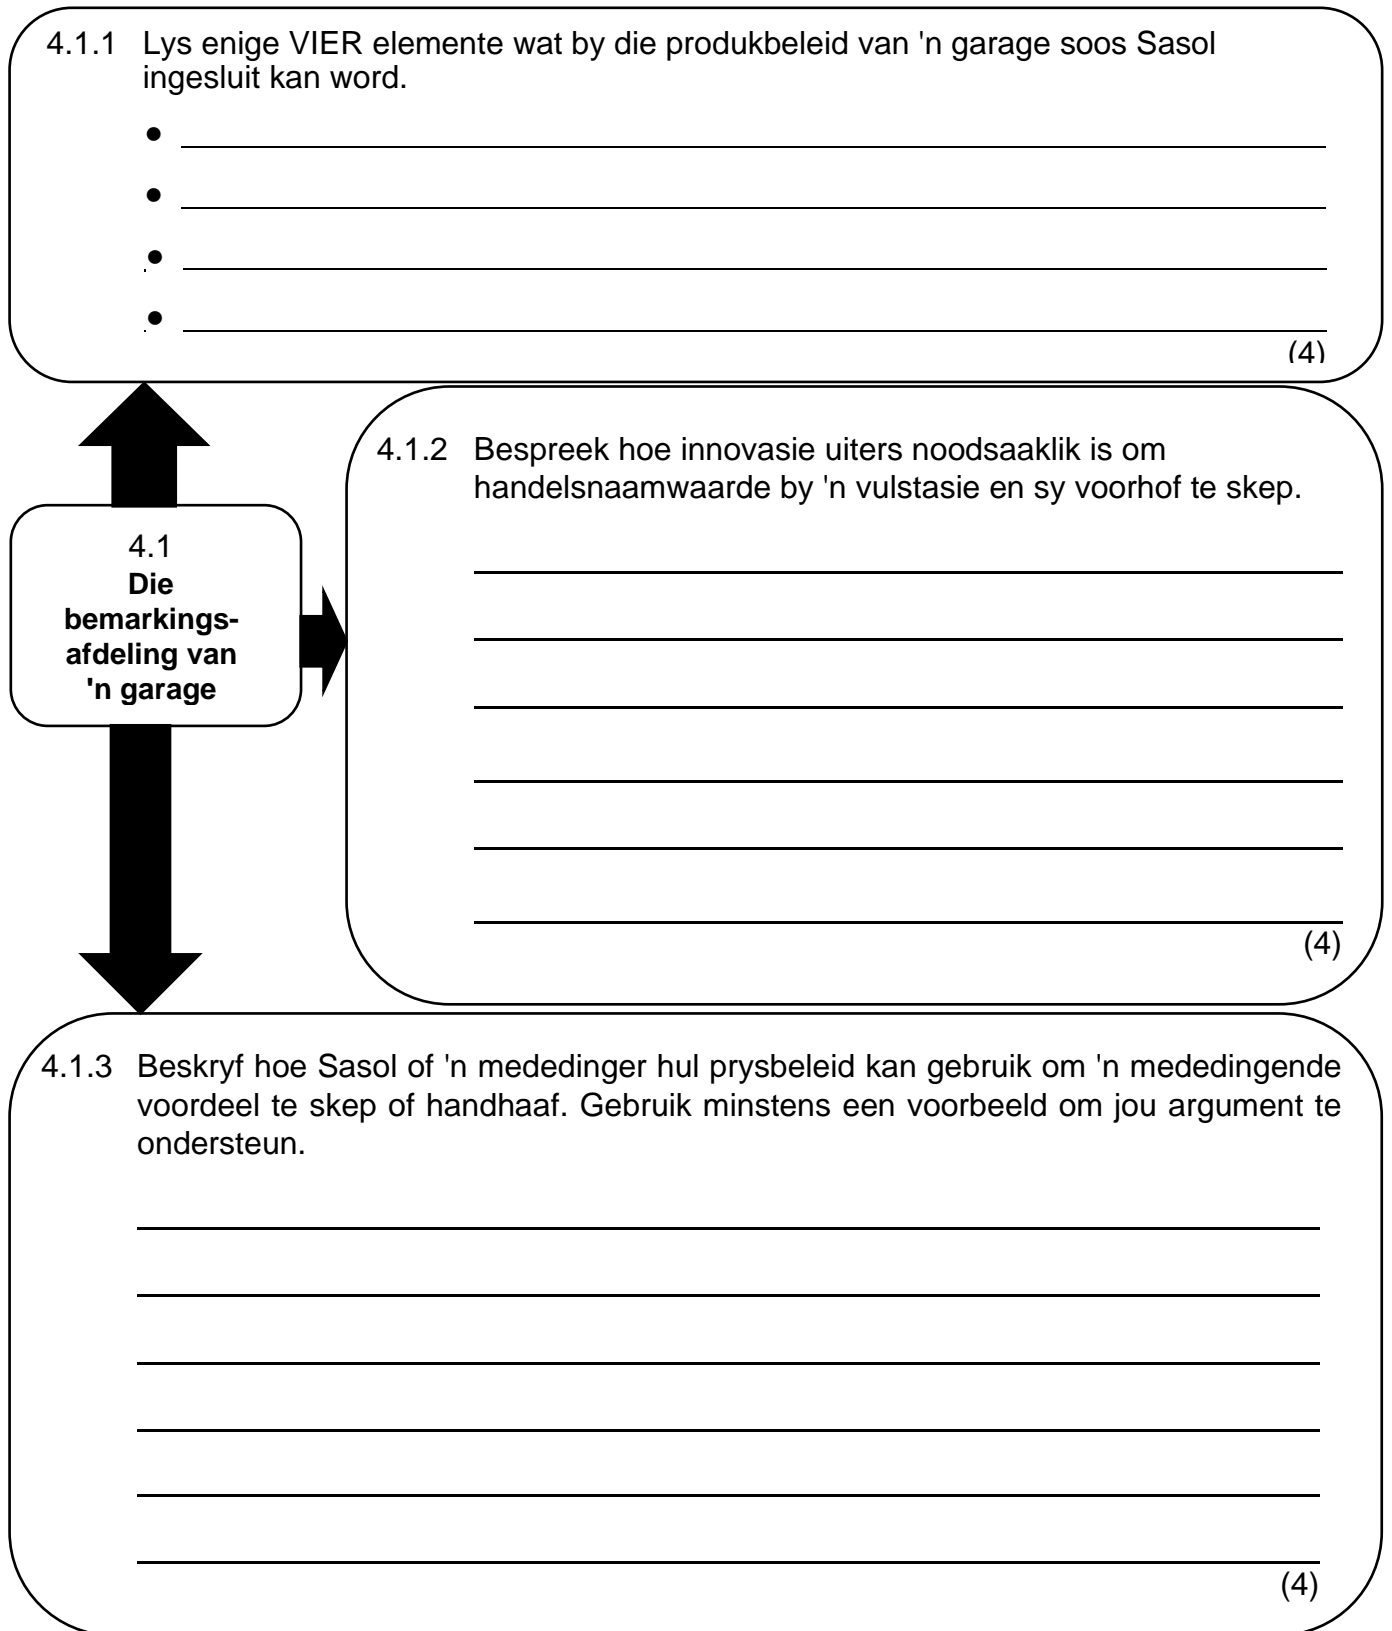 4.1.1 Lys enige VIER elemente wat by die produkbeleid van 'n garage soos Sasol
ingesluit kan word.
•
•
•
•
(4)
4.1
Die
bemarkings-
afdeling van
'n garage
4.1.2 Bespreek hoe innovasie uiters noodsaaklik is om
handelsnaamwaarde by 'n vulstasie en sy voorhof te skep.
(4)
4.1.3 Beskryf hoe Sasol of 'n mededinger hul prysbeleid kan gebruik om 'n mededingende
voordeel te skep of handhaaf. Gebruik minstens een voorbeeld om jou argument te
ondersteun.
(4)